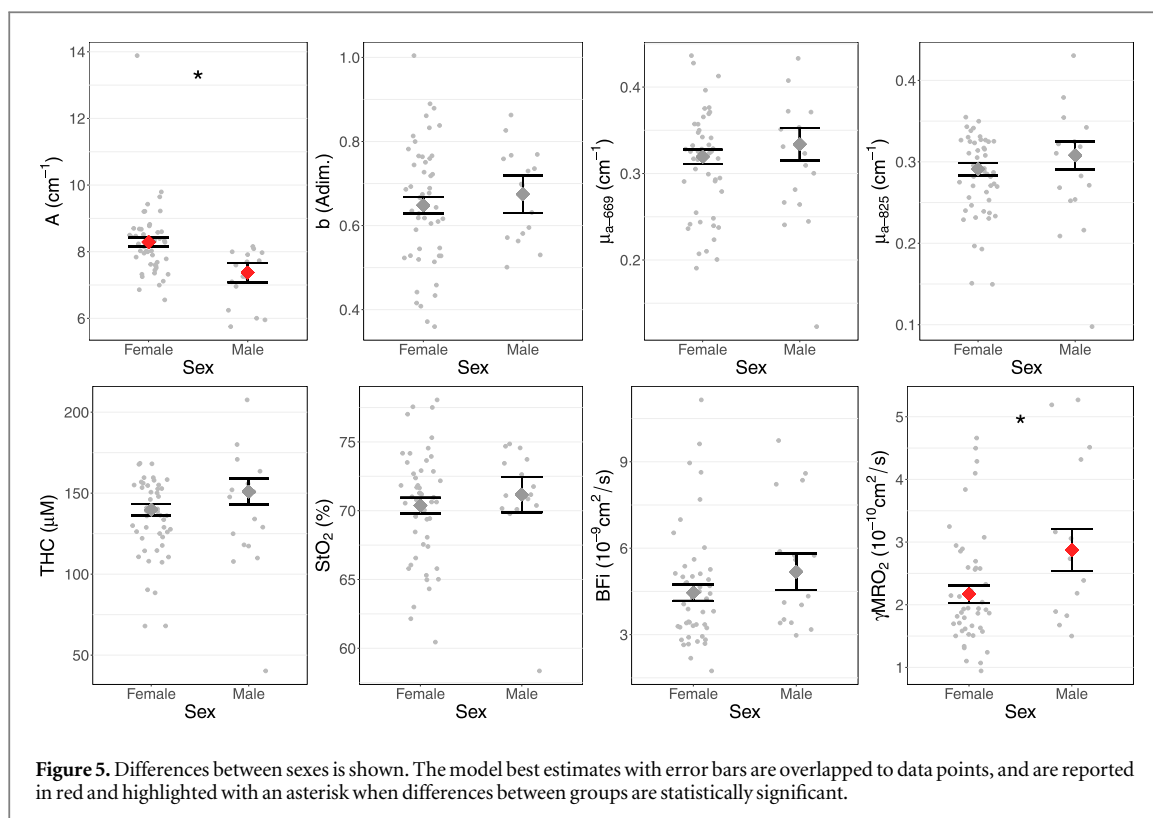 14
12
10
8
6
A (cm⁻¹)
*
Female Male
Sex
1.0
0.8
0.6
0.4
b (Adim.)
Female Male
Sex
0.4
0.3
0.2
μa−669 (cm⁻¹)
Female Male
Sex
0.4
0.3
0.2
0.1
μa−825 (cm⁻¹)
Female Male
Sex
200
150
100
50
THC (μM)
Female Male
Sex
75
70
65
60
StO₂ (%)
Female Male
Sex
9
6
3
BFi (10⁻⁹cm²/s)
Female Male
Sex
5
4
3
2
1
γMRO₂ (10⁻¹⁰cm²/s)
*
Female Male
Sex
Figure 5. Differences between sexes is shown. The model best estimates with error bars are overlapped to data points, and are reported
in red and highlighted with an asterisk when differences between groups are statistically significant.